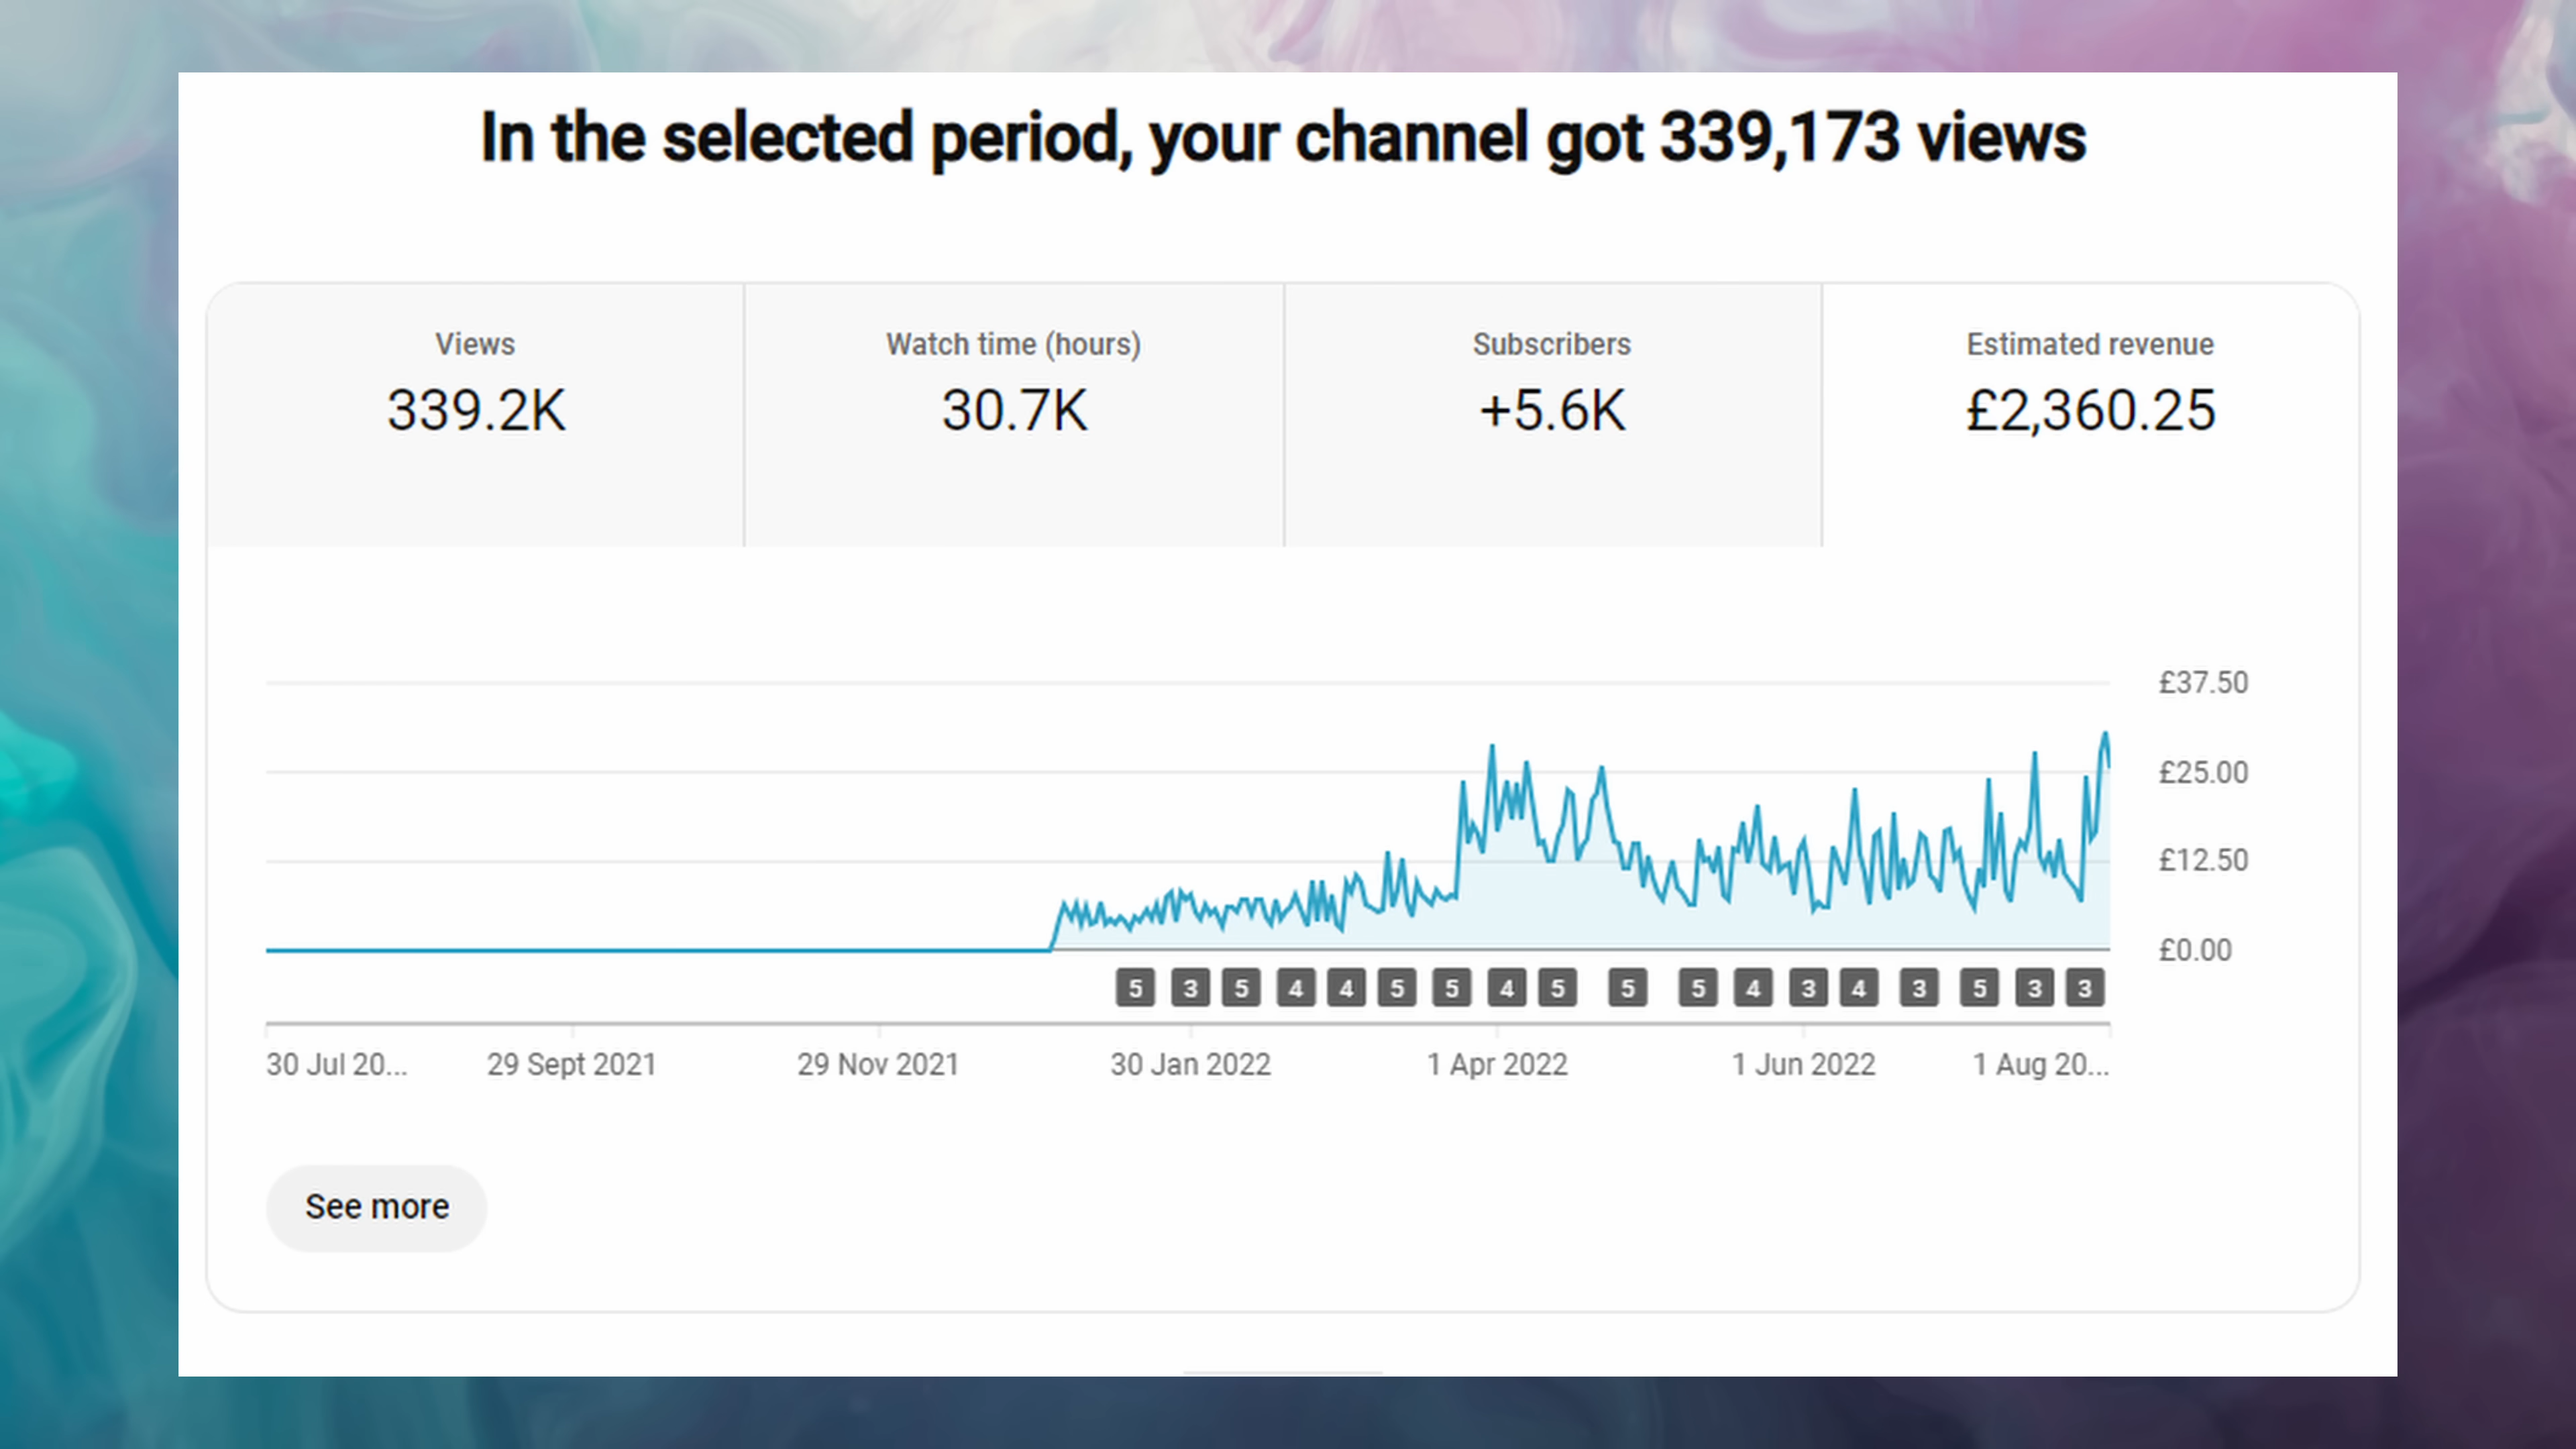 In the selected period, your channel got 339,173 views
Views
339.2K
Watch time (hours)
30.7K
Subscribers
+5.6K
Estimated revenue
£2,360.25
£37.50
£25.00
£12.50
£0.00
5 3 5 4 4 5 5 4 5 5 5 4 3 4 3 5 3 3
30 Jul 20... 29 Sept 2021 29 Nov 2021 30 Jan 2022 1 Apr 2022 1 Jun 2022 1 Aug 20...
See more